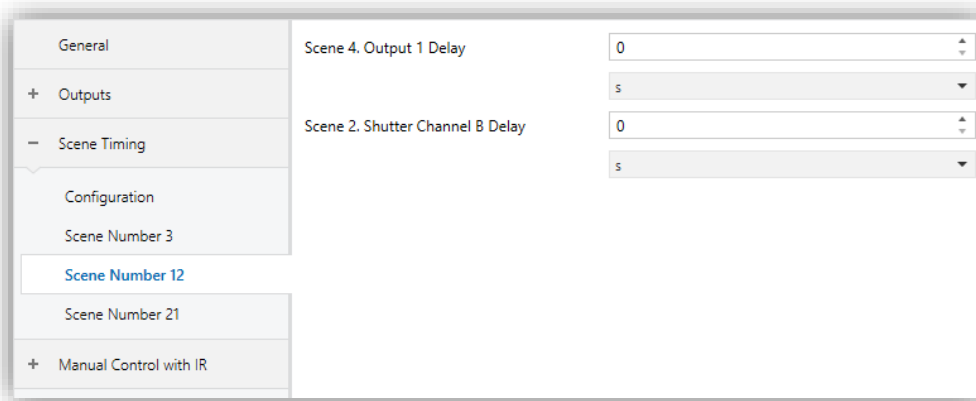 General
+ Outputs
− Scene Timing
Configuration
Scene Number 3
Scene Number 12
Scene Number 21
+ Manual Control with IR
Scene 4. Output 1 Delay
0
s
Scene 2. Shutter Channel B Delay
0
s